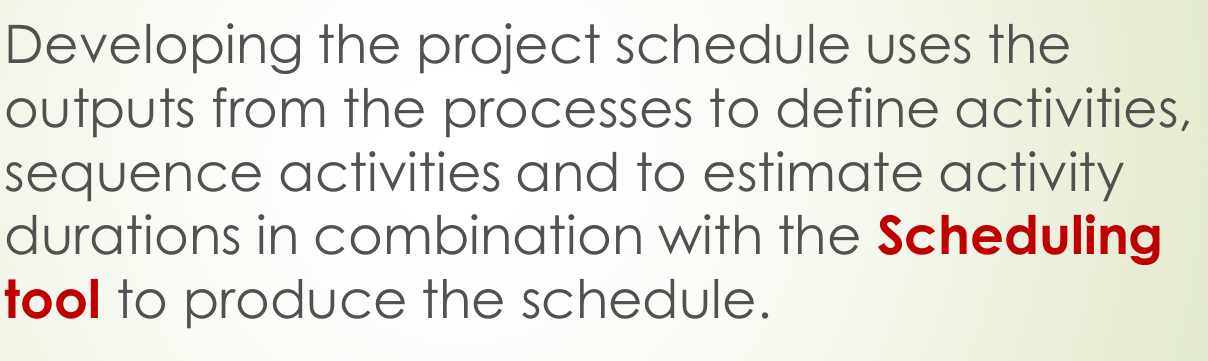 Developing the project schedule uses the
outputs from the processes to define activities,
sequence activities and to estimate activity
durations in combination with the Scheduling
tool to produce the schedule.